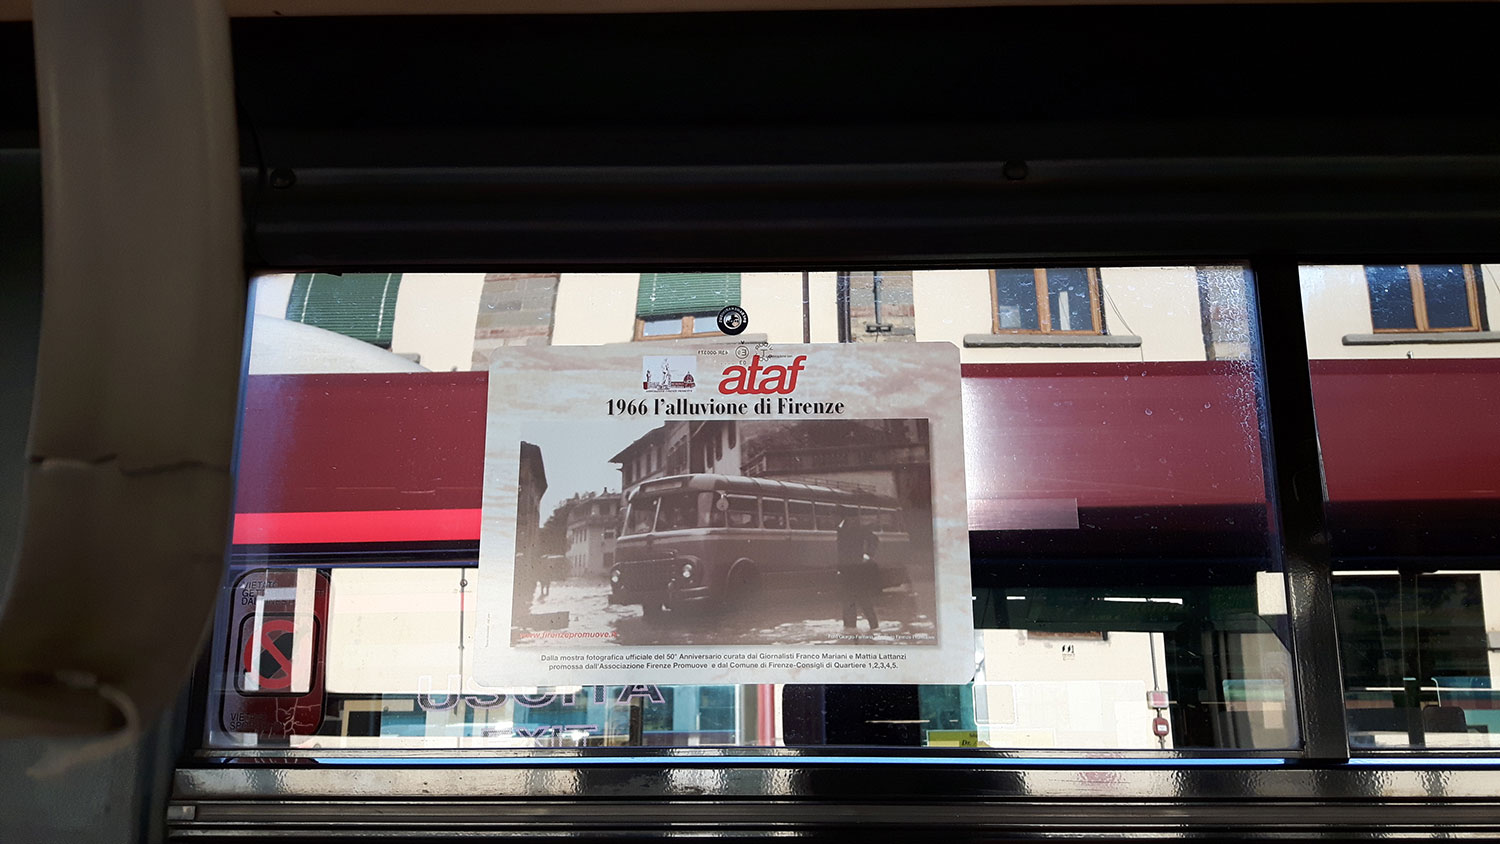 ataf
1966 l'alluvione di Firenze
www.firenzepromuove.it
Dalla mostra fotografica ufficiale del 50° Anniversario curata dai Giornalisti Franco Mariani e Mattia Lattanzi
promossa dall'Associazione Firenze Promuove e dal Comune di Firenze-Consigli di Quartiere 1,2,3,4,5.
USCITA
EXIT